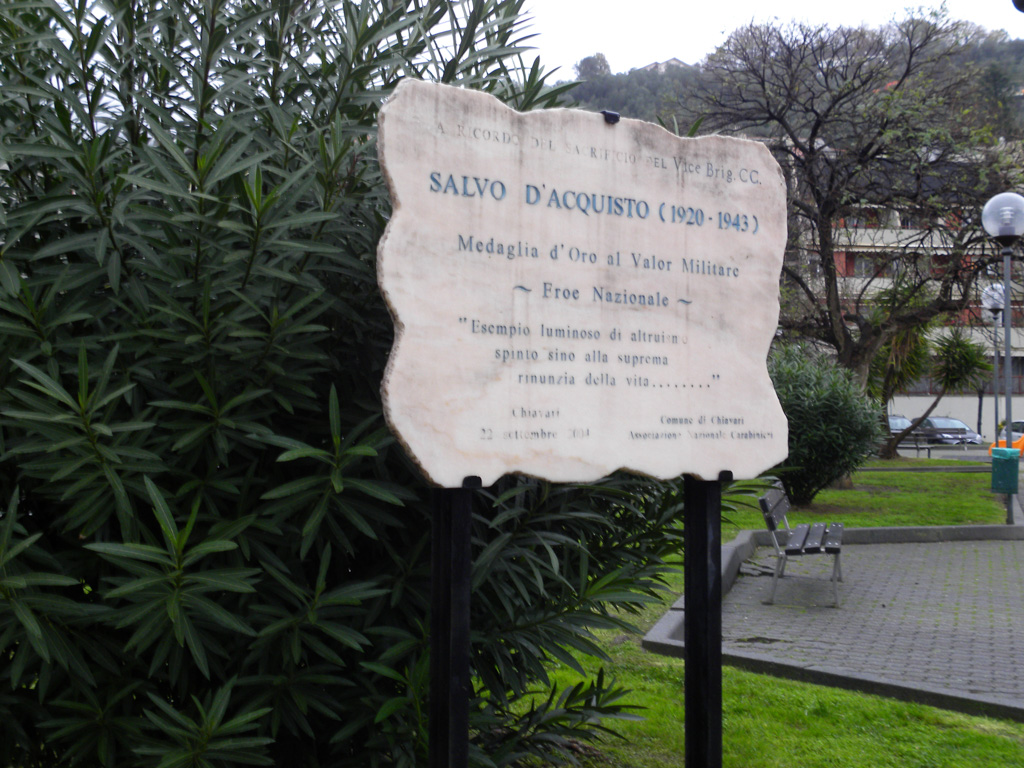 A RICORDO DEL SACRIFICIO DEL Vice Brig. CC.
SALVO D'ACQUISTO (1920 - 1943)
Medaglia d'Oro al Valor Militare
~ Eroe Nazionale ~
"Esempio luminoso di altruismo
spinto sino alla suprema
rinunzia della vita........"
Chiavari
22 settembre
Comune di Chiavari
Associazione Nazionale Carabinieri